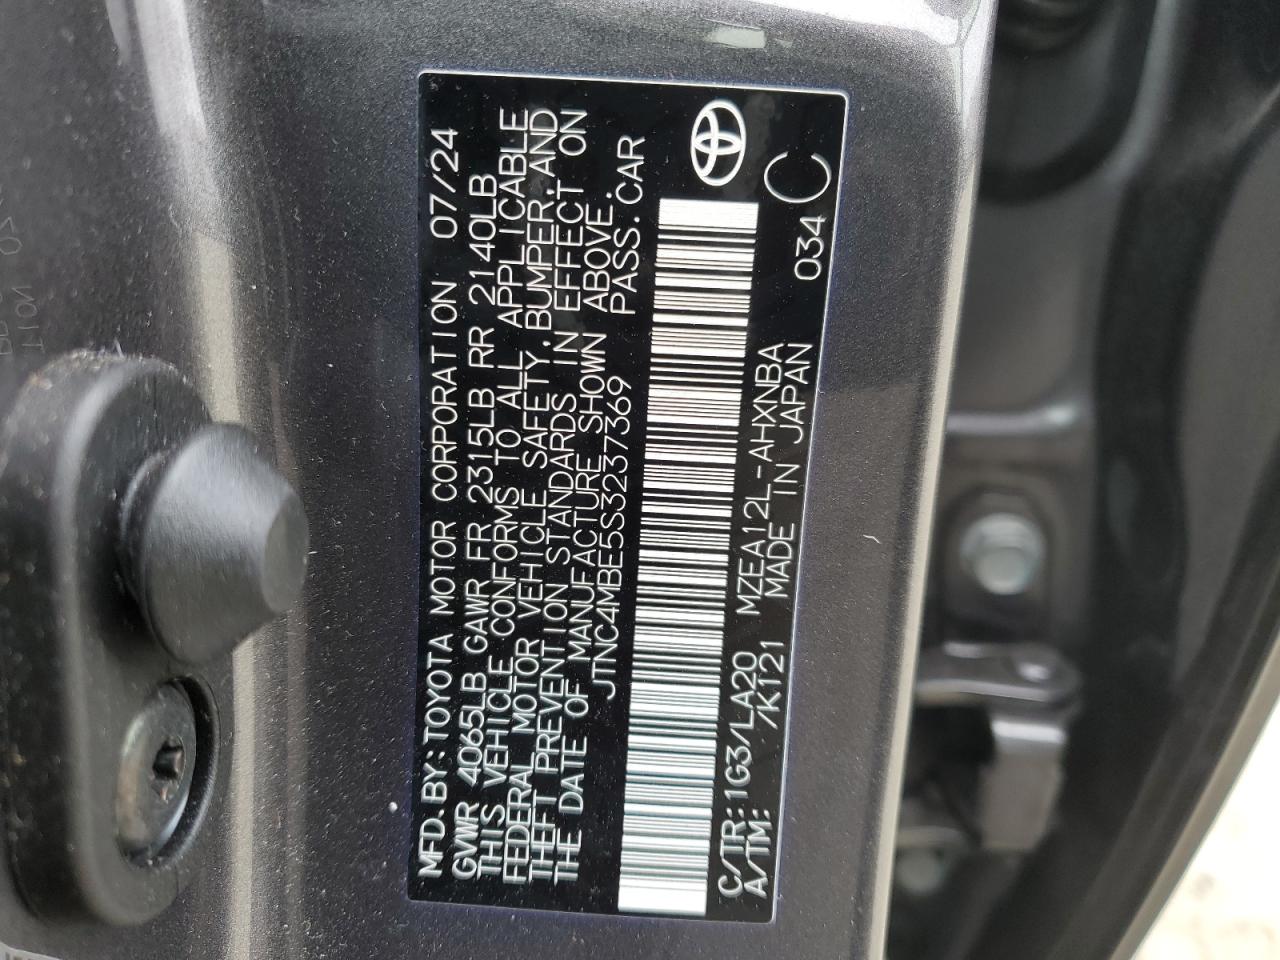 MFD.BY:TOYOTA MOTOR CORPORATION 07/24
GVWR 4065LB GAWR FR 2315LB RR 2140LB
THIS VEHICLE CONFORMS TO ALL APPLICABLE
FEDERAL MOTOR VEHICLE SAFETY,BUMPER,AND
THEFT PREVENTION STANDARDS IN EFFECT ON
THE DATE OF MANUFACTURE SHOWN ABOVE.
JTNC4MBE5S3237369 PASS.CAR
C/TR:1G3/LA20 MZEA12L-AHXNBA 034 C
A/TM: /K121 MADE IN JAPAN